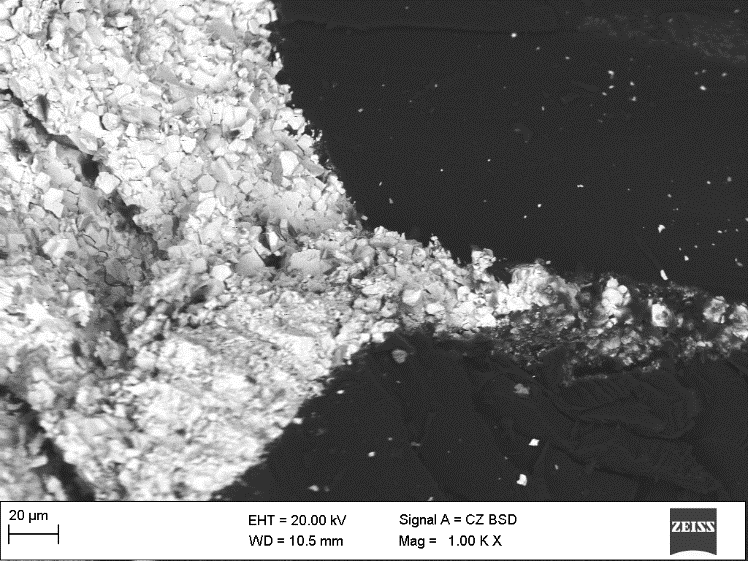 20 µm
EHT = 20.00 kV
WD = 10.5 mm
Signal A = CZ BSD
Mag = 1.00 K X
ZEISS